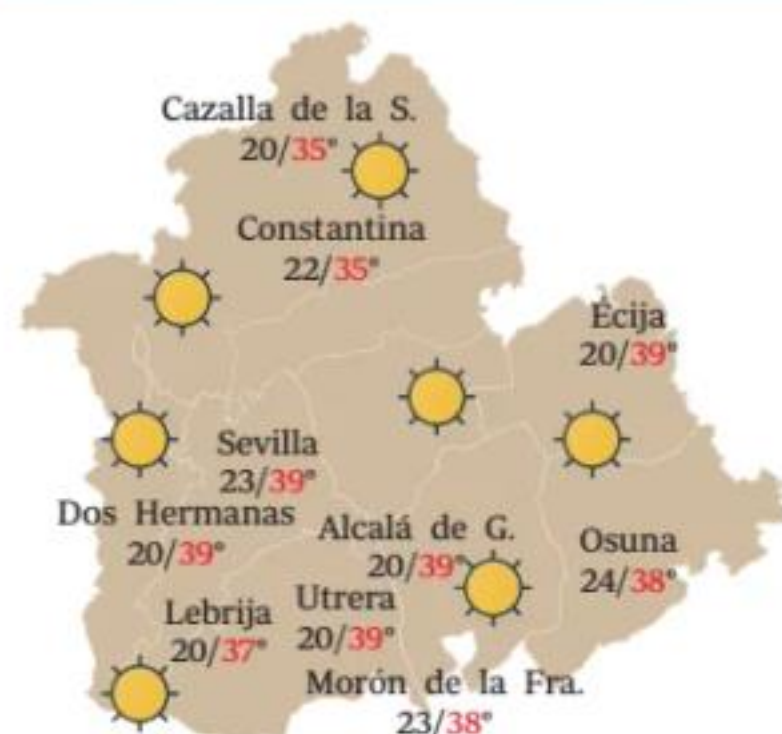 Cazalla de la S.
20/35°
Constantina
22/35°
Écija
20/39°
Sevilla
23/39°
Dos Hermanas
20/39°
Alcalá de G.
20/39°
Osuna
24/38°
Lebrija
20/37°
Utrera
20/39°
Morón de la Fra.
23/38°